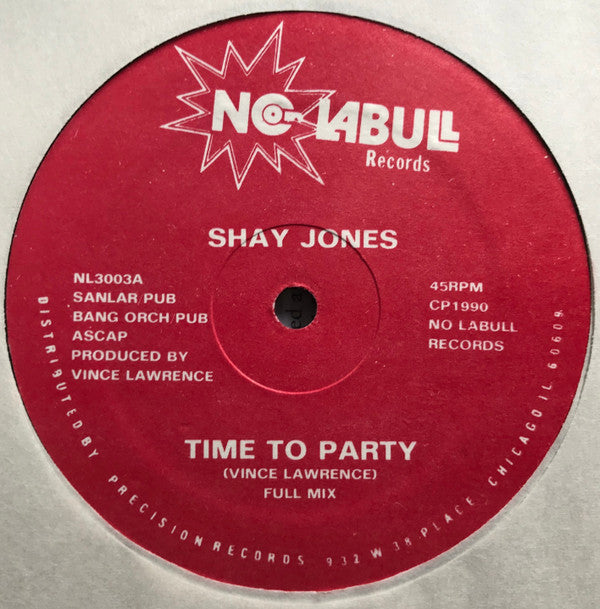 NO LABULL
Records
SHAY JONES
NL3003A
SANLAR/PUB
BANG ORCH/PUB
ASCAP
PRODUCED BY
VINCE LAWRENCE
45RPM
CP1990
NO LABULL
RECORDS
TIME TO PARTY
(VINCE LAWRENCE)
FULL MIX
DISTRIBUTED BY PRECISION RECORDS 932 W 38 PLACE, CHICAGO IL 60609